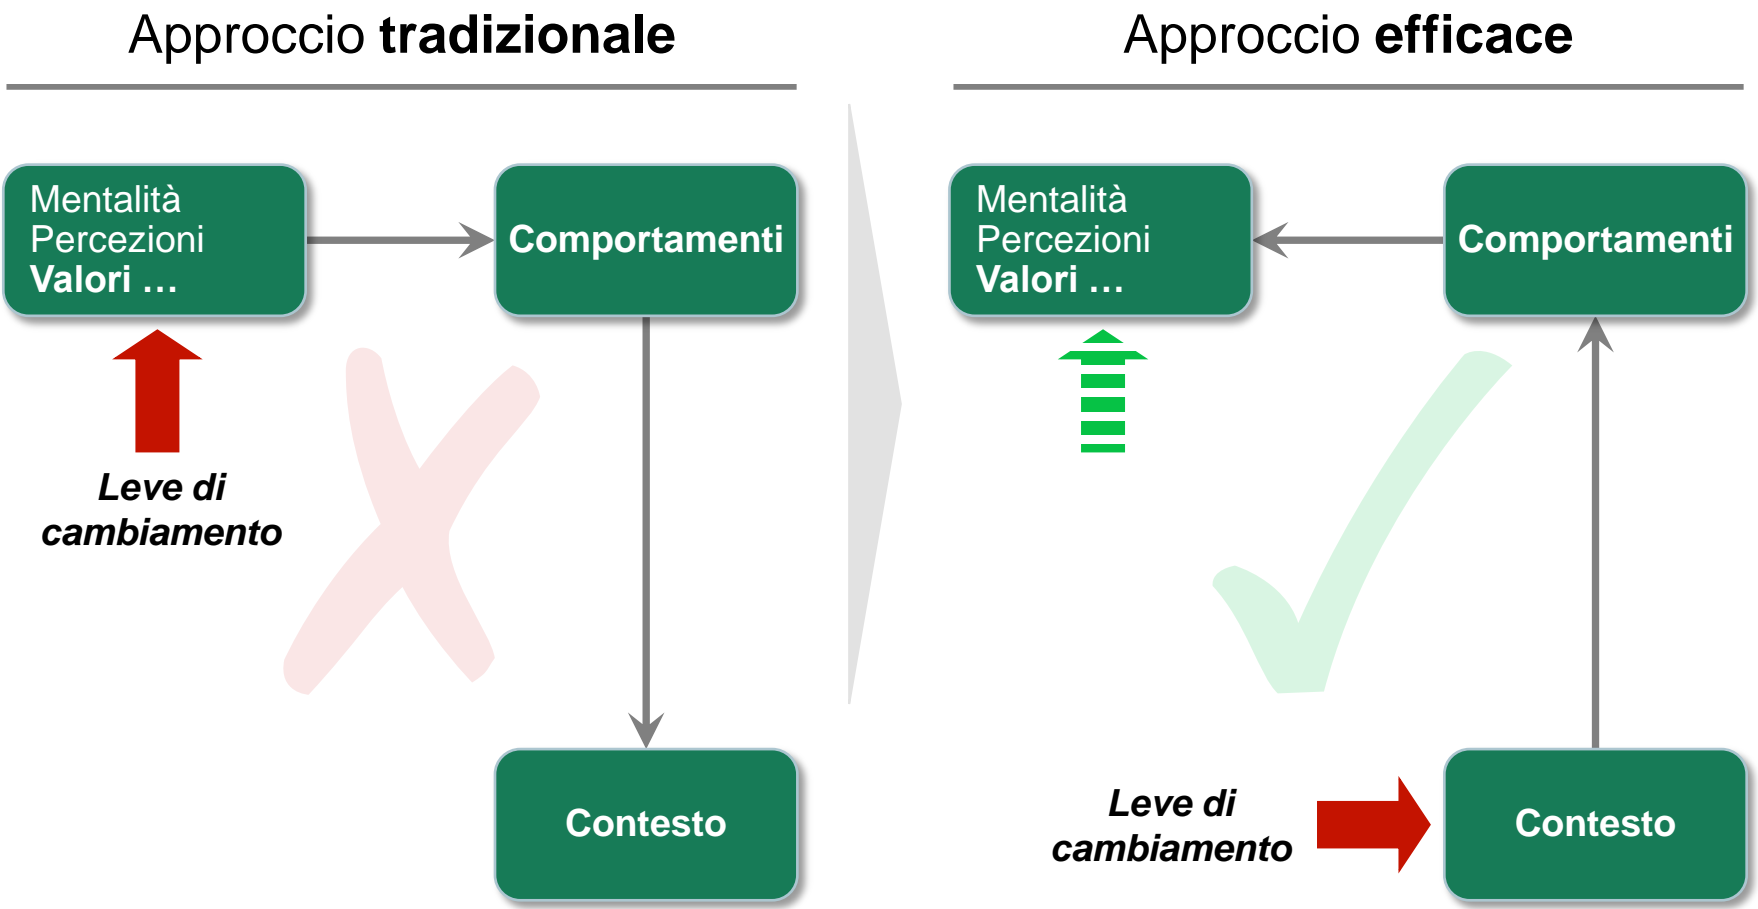 Approccio tradizionale
Mentalità
Percezioni
Valori …
Comportamenti
Leve di
cambiamento
Contesto
Approccio efficace
Mentalità
Percezioni
Valori …
Comportamenti
Leve di
cambiamento
Contesto